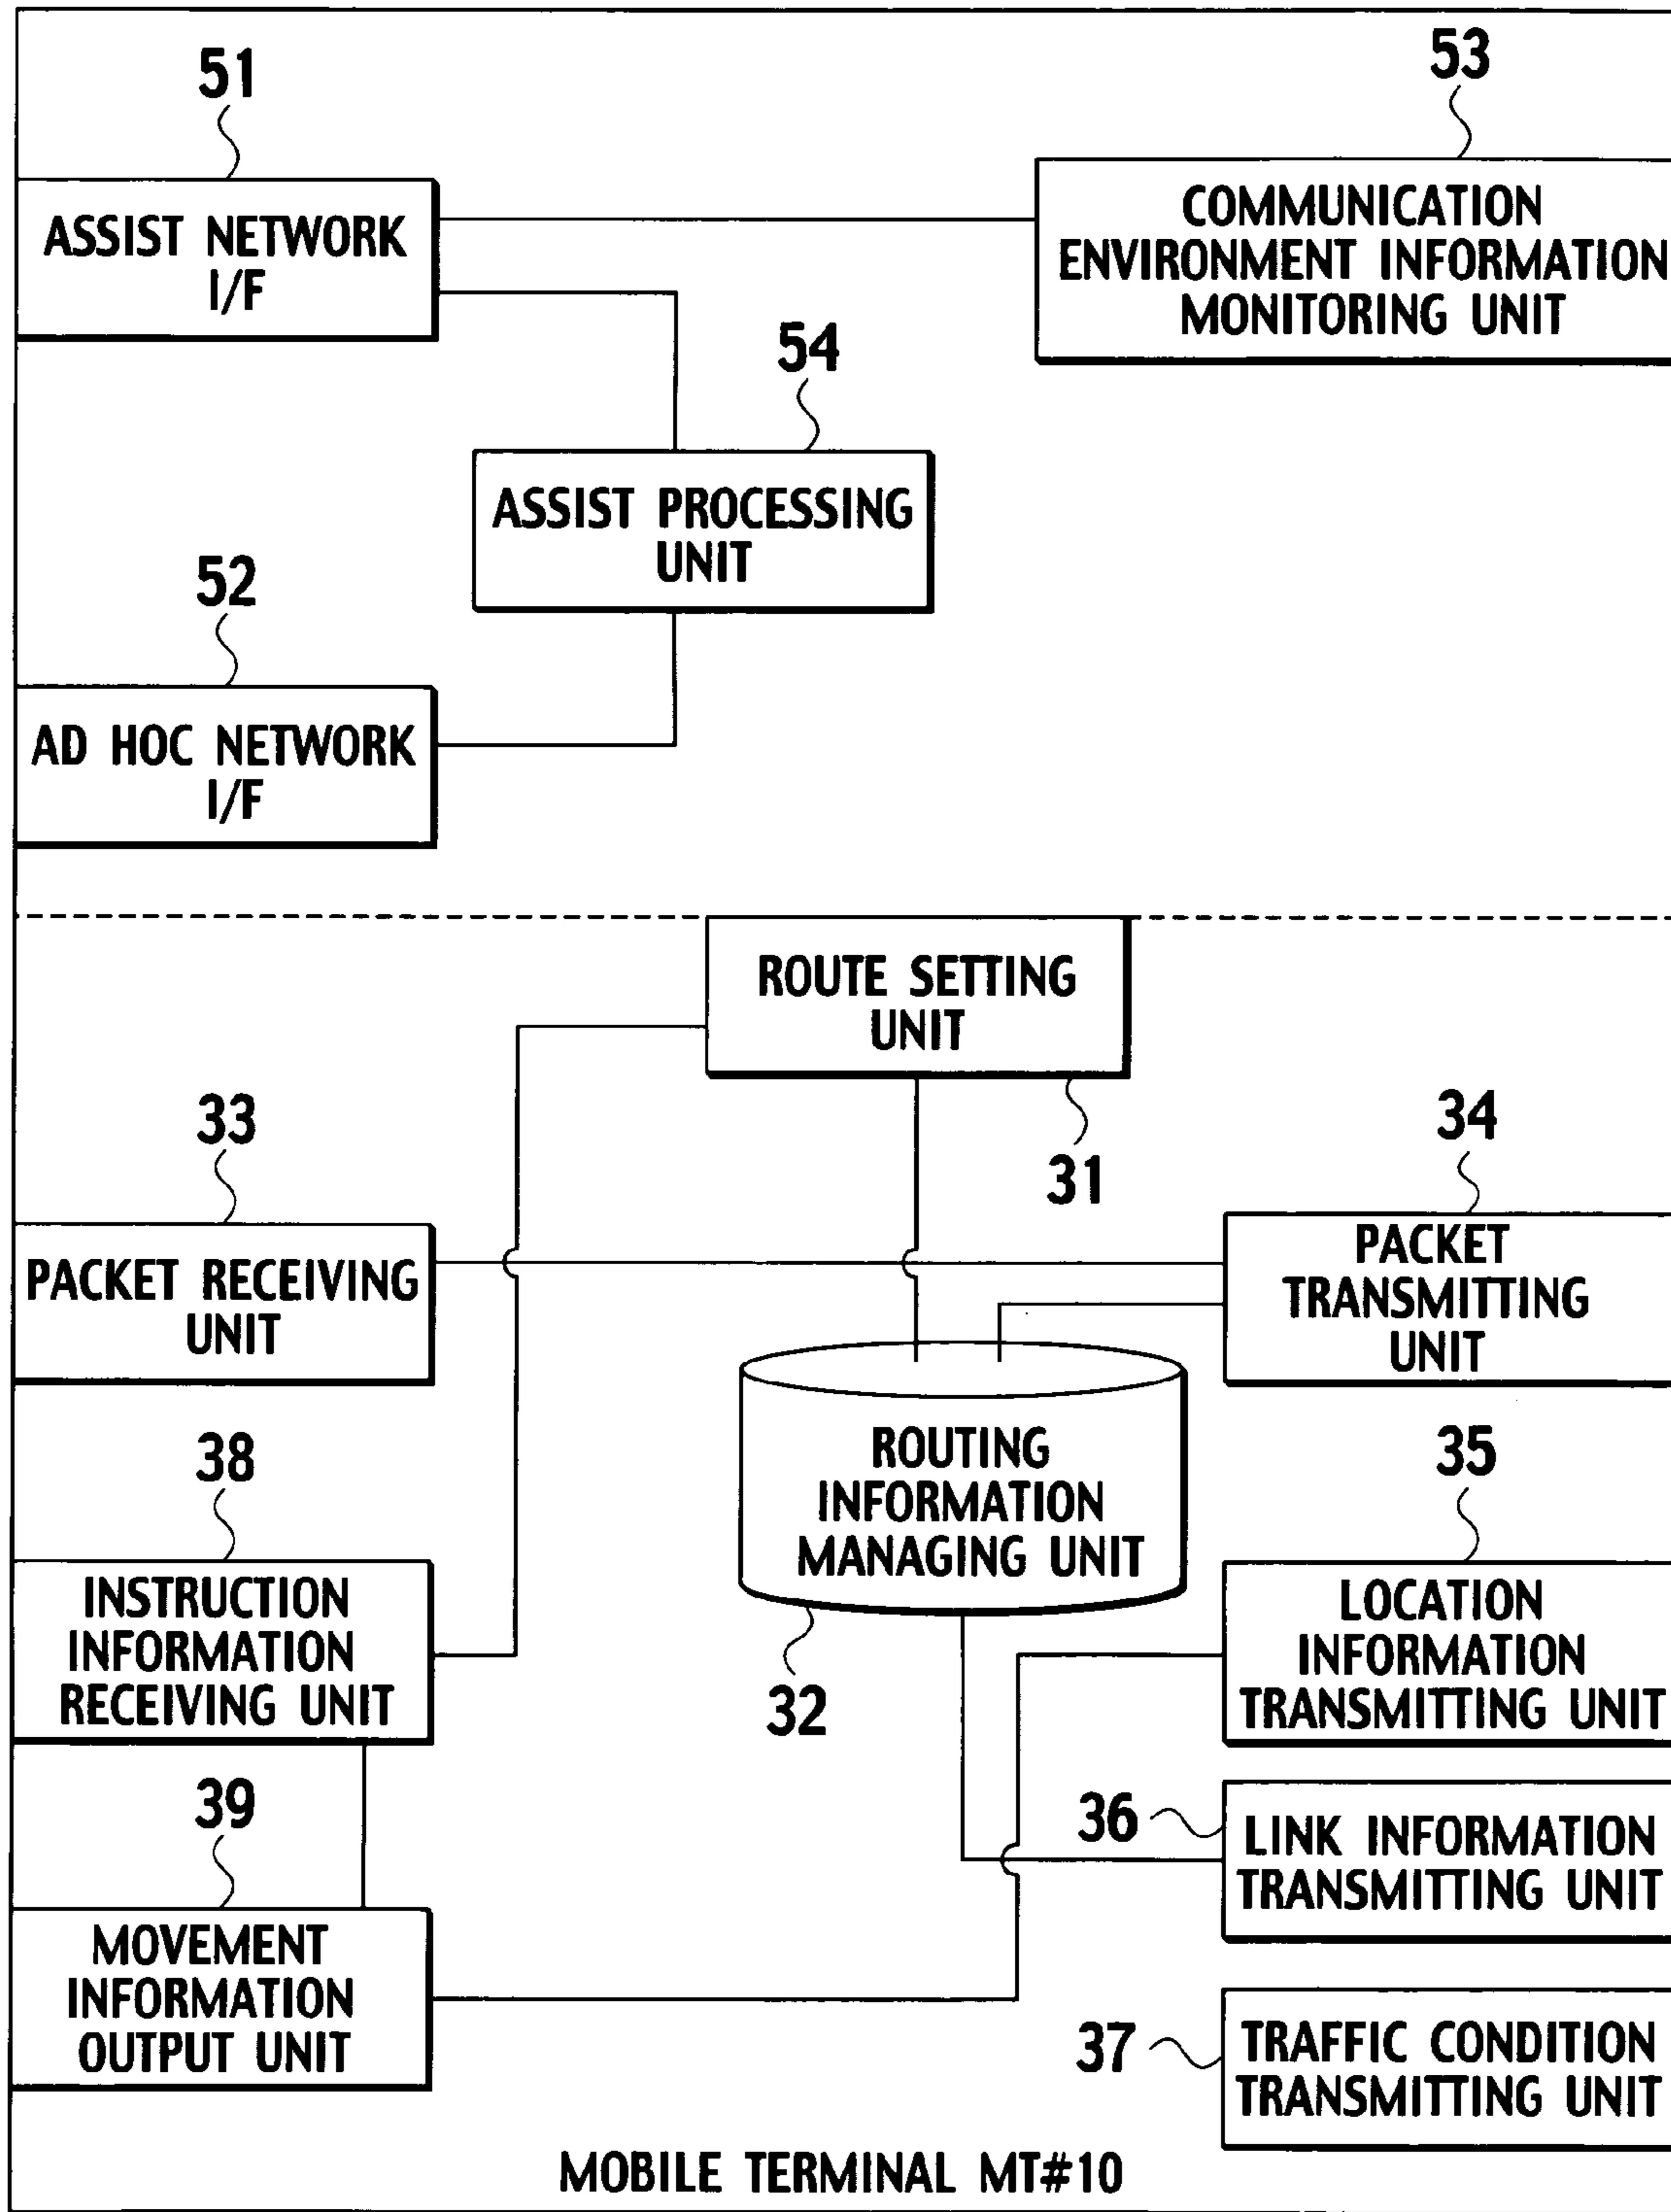 51
53
ASSIST NETWORK
I/F
COMMUNICATION
ENVIRONMENT INFORMATION
MONITORING UNIT
54
ASSIST PROCESSING
UNIT
52
AD HOC NETWORK
I/F
ROUTE SETTING
UNIT
31
33
34
PACKET RECEIVING
UNIT
PACKET
TRANSMITTING
UNIT
38
35
ROUTING
INFORMATION
MANAGING UNIT
32
INSTRUCTION
INFORMATION
RECEIVING UNIT
LOCATION
INFORMATION
TRANSMITTING UNIT
39
36
LINK INFORMATION
TRANSMITTING UNIT
MOVEMENT
INFORMATION
OUTPUT UNIT
37
TRAFFIC CONDITION
TRANSMITTING UNIT
MOBILE TERMINAL MT#10